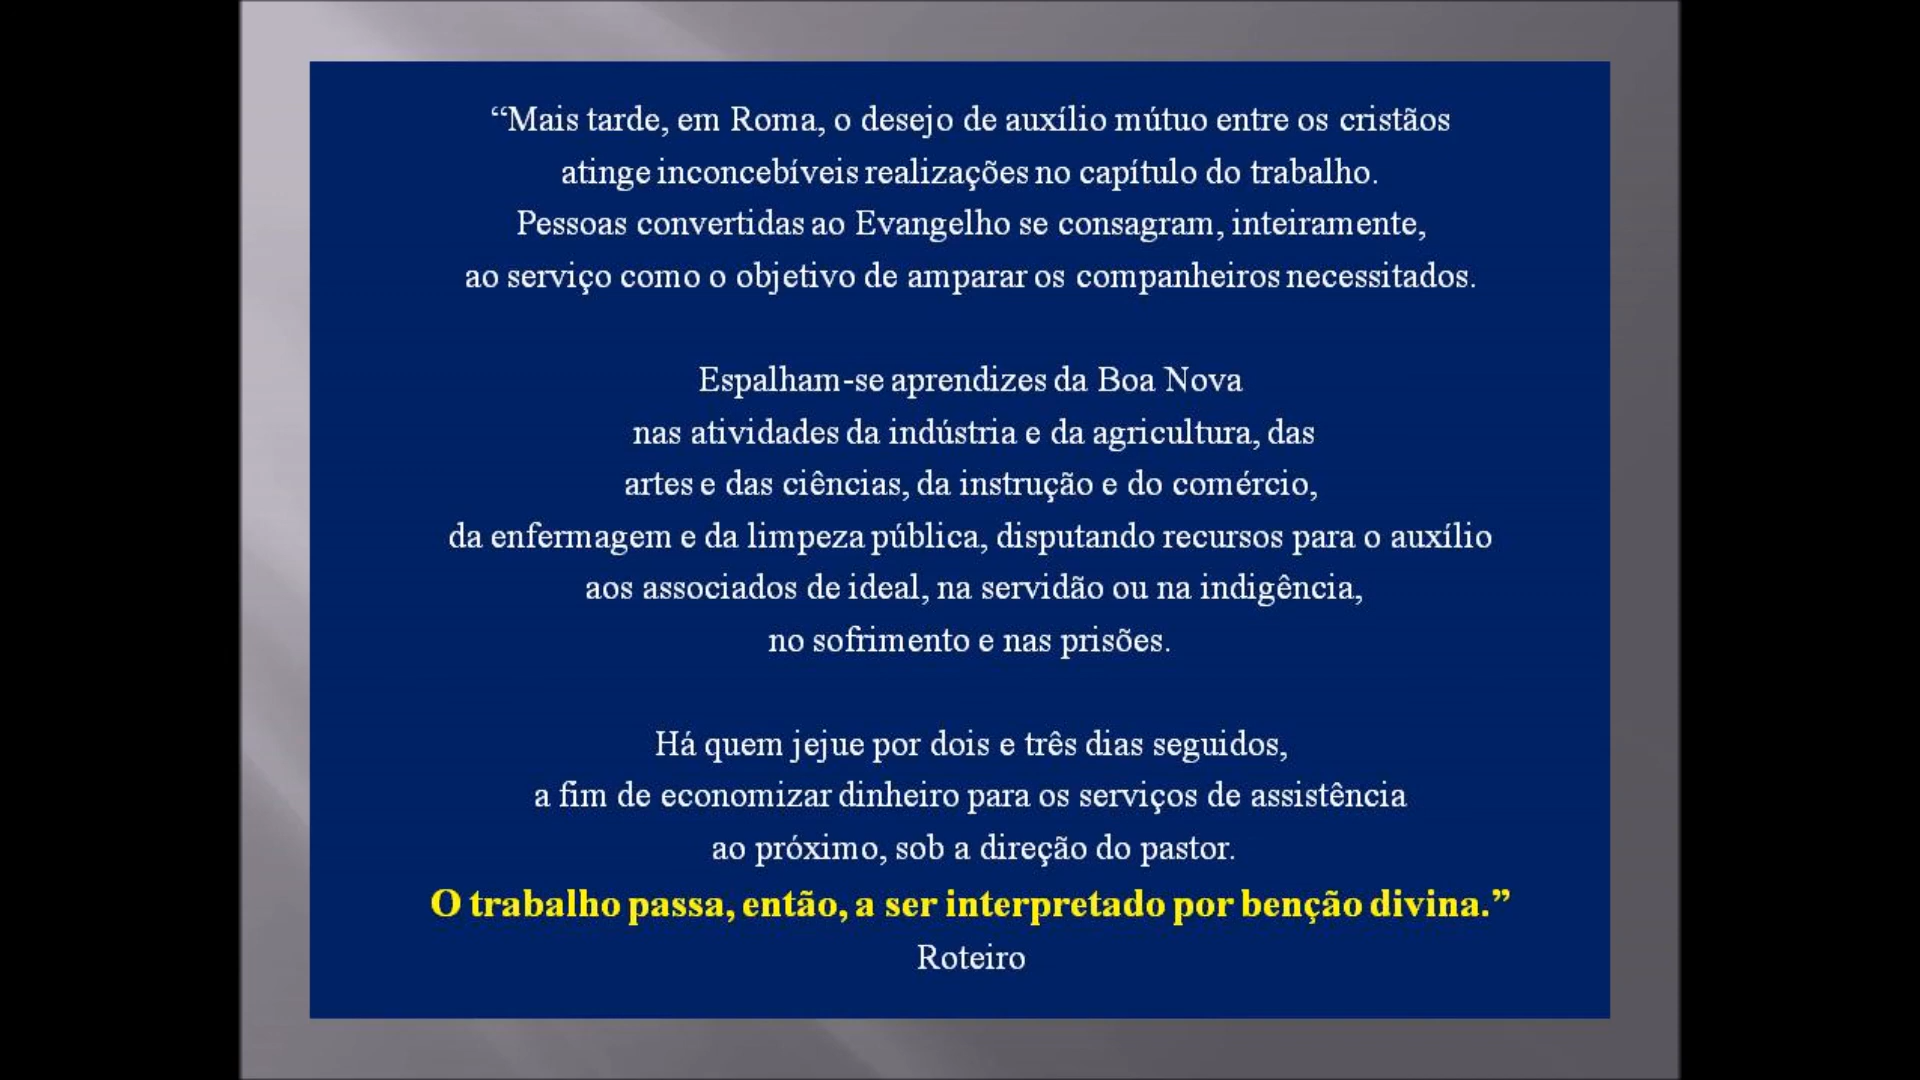 “Mais tarde, em Roma, o desejo de auxílio mútuo entre os cristãos
atinge inconcebíveis realizações no capítulo do trabalho.
Pessoas convertidas ao Evangelho se consagram, inteiramente,
ao serviço como o objetivo de amparar os companheiros necessitados.
Espalham-se aprendizes da Boa Nova
nas atividades da indústria e da agricultura, das
artes e das ciências, da instrução e do comércio,
da enfermagem e da limpeza pública, disputando recursos para o auxílio
aos associados de ideal, na servidão ou na indigência,
no sofrimento e nas prisões.
Há quem jejue por dois e três dias seguidos,
a fim de economizar dinheiro para os serviços de assistência
ao próximo, sob a direção do pastor.
O trabalho passa, então, a ser interpretado por benção divina.”
Roteiro